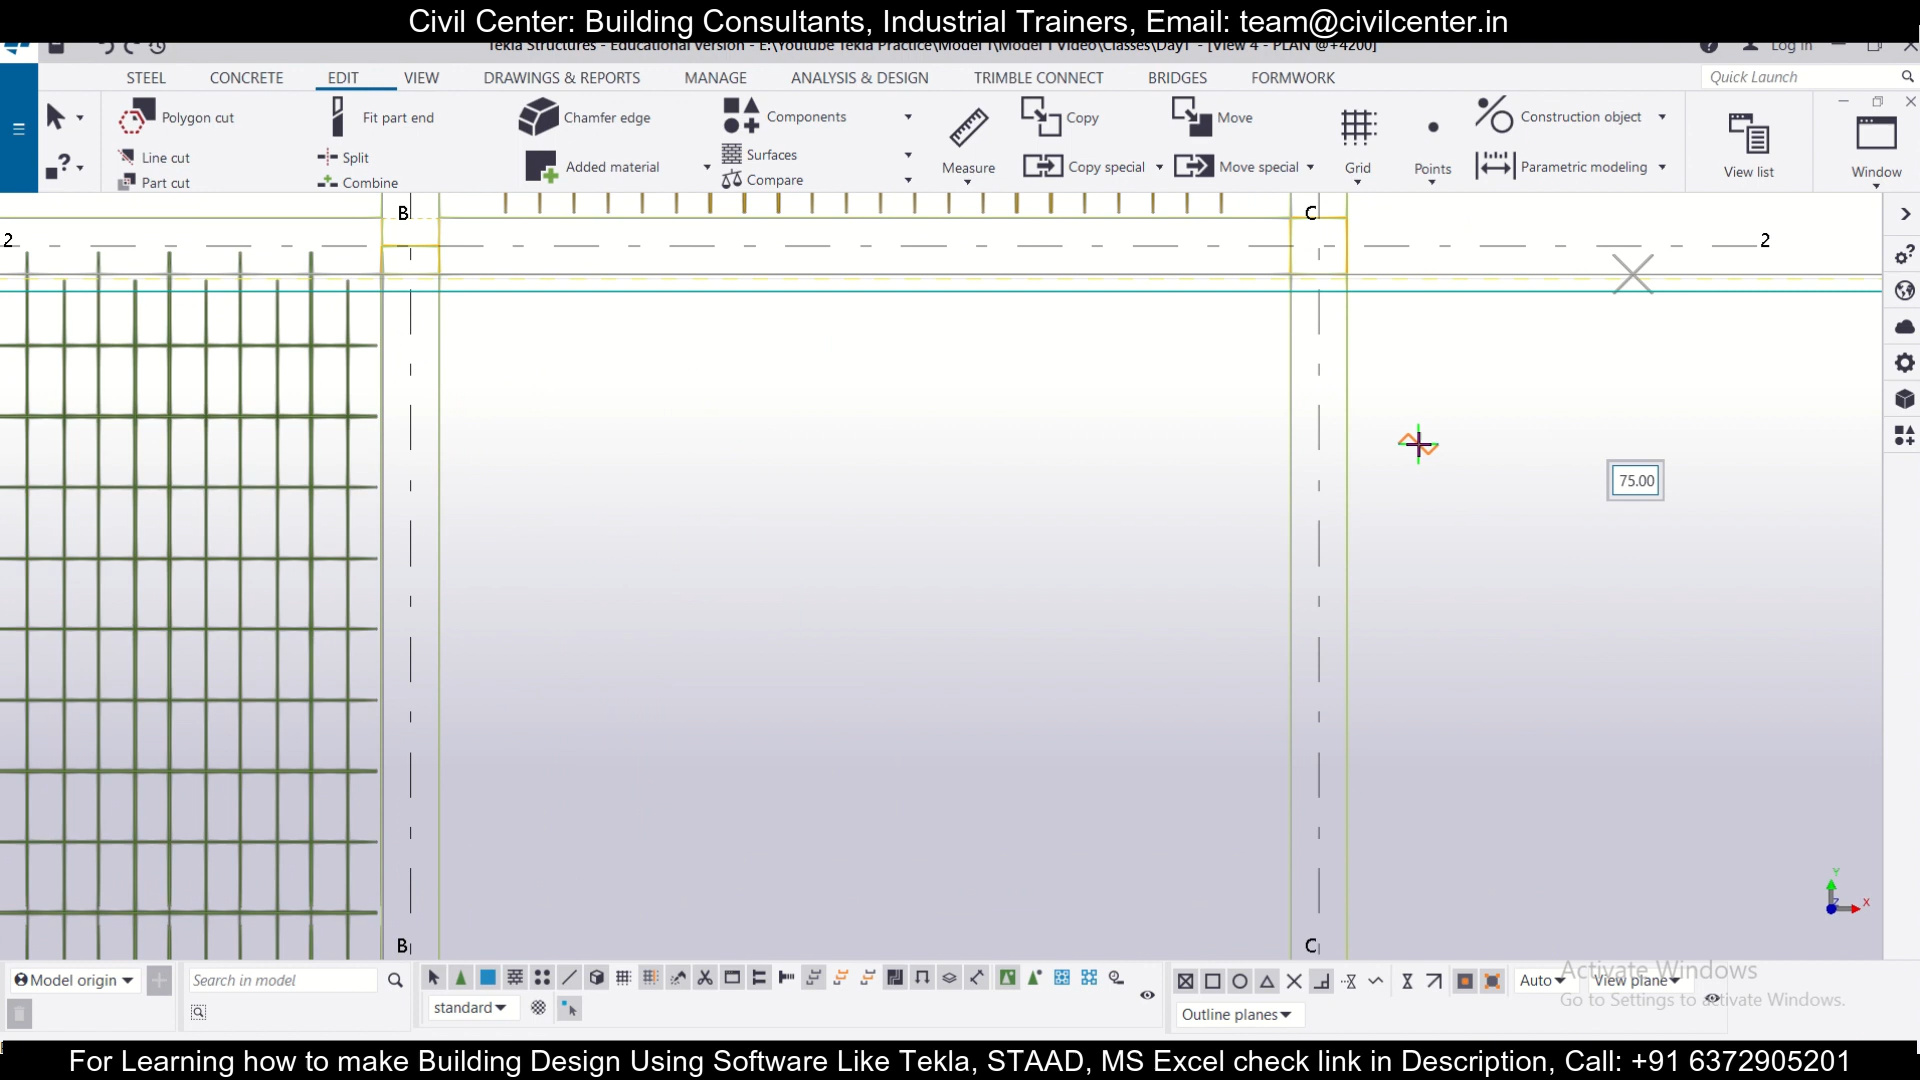 Civil Center: Building Consultants, Industrial Trainers, Email: team@civilcenter.in
Tekla Structures - Educational version - E:\Youtube Tekla Practice\Model 1\Model 1 Video\Classes\Day1 - [View 4 - PLAN @+4200]
Log in
STEEL CONCRETE EDIT VIEW DRAWINGS & REPORTS MANAGE ANALYSIS & DESIGN TRIMBLE CONNECT BRIDGES FORMWORK
Quick Launch
Polygon cut
Line cut
Part cut
Fit part end
Split
Combine
Chamfer edge
Added material
Components
Surfaces
Compare
Measure
Copy
Copy special
Move
Move special
Grid
Points
Construction object
Parametric modeling
View list
Window
B C
2 2
75.00
Y
Z X
B C
Model origin
Search in model
standard
Auto
View plane
Outline planes
Activate Windows
Go to Settings to activate Windows.
For Learning how to make Building Design Using Software Like Tekla, STAAD, MS Excel check link in Description, Call: +91 6372905201